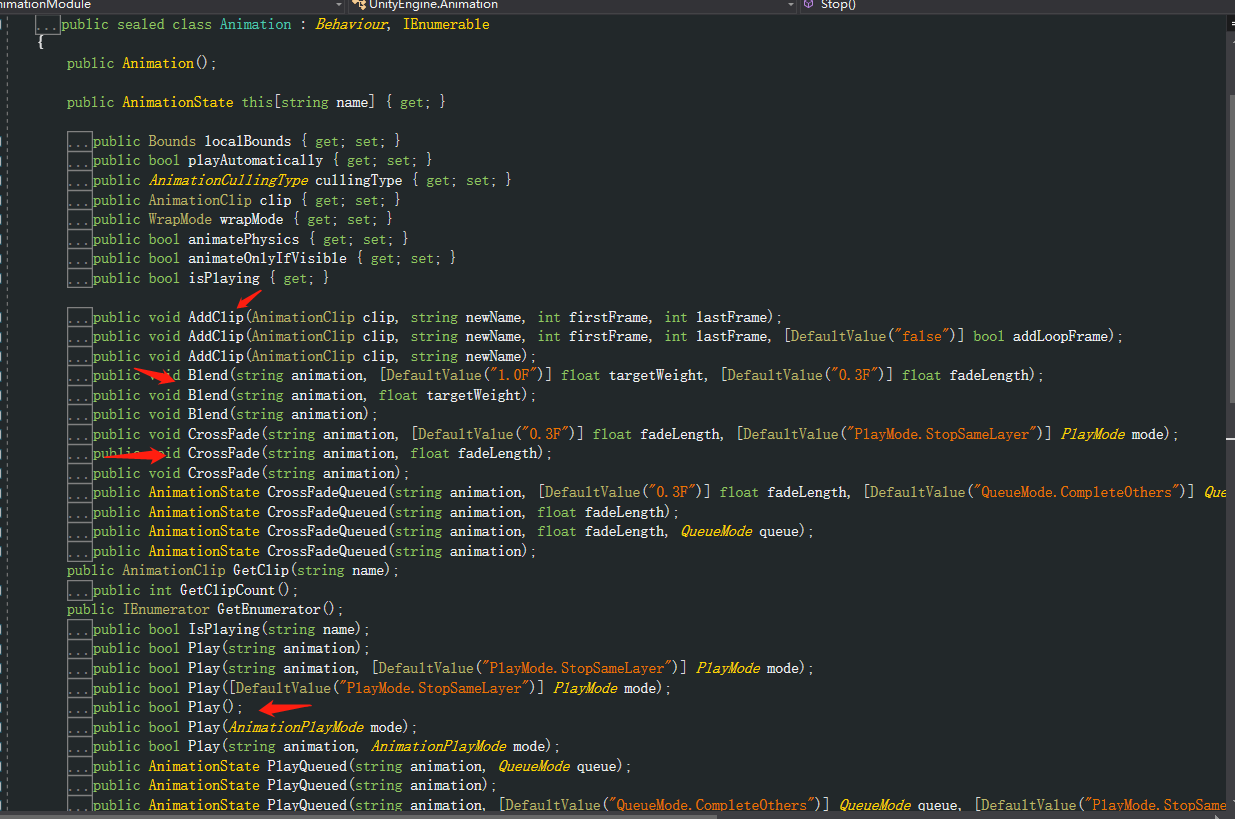 nimationModule UnityEngine.Animation Stop()
...public sealed class Animation : Behaviour, IEnumerable
{
public Animation();
public AnimationState this[string name] { get; }
...public Bounds localBounds { get; set; }
...public bool playAutomatically { get; set; }
...public AnimationCullingType cullingType { get; set; }
...public AnimationClip clip { get; set; }
...public WrapMode wrapMode { get; set; }
...public bool animatePhysics { get; set; }
...public bool animateOnlyIfVisible { get; set; }
...public bool isPlaying { get; }
...public void AddClip(AnimationClip clip, string newName, int firstFrame, int lastFrame);
...public void AddClip(AnimationClip clip, string newName, int firstFrame, int lastFrame, [DefaultValue("false")] bool addLoopFrame);
...public void AddClip(AnimationClip clip, string newName);
...public void Blend(string animation, [DefaultValue("1.0F")] float targetWeight, [DefaultValue("0.3F")] float fadeLength);
...public void Blend(string animation, float targetWeight);
...public void Blend(string animation);
...public void CrossFade(string animation, [DefaultValue("0.3F")] float fadeLength, [DefaultValue("PlayMode.StopSameLayer")] PlayMode mode);
...public void CrossFade(string animation, float fadeLength);
...public void CrossFade(string animation);
...public AnimationState CrossFadeQueued(string animation, [DefaultValue("0.3F")] float fadeLength, [DefaultValue("QueueMode.CompleteOthers")] Que
...public AnimationState CrossFadeQueued(string animation, float fadeLength);
...public AnimationState CrossFadeQueued(string animation, float fadeLength, QueueMode queue);
...public AnimationState CrossFadeQueued(string animation);
public AnimationClip GetClip(string name);
...public int GetClipCount();
public IEnumerator GetEnumerator();
...public bool IsPlaying(string name);
...public bool Play(string animation);
...public bool Play(string animation, [DefaultValue("PlayMode.StopSameLayer")] PlayMode mode);
...public bool Play([DefaultValue("PlayMode.StopSameLayer")] PlayMode mode);
...public bool Play();
...public bool Play(AnimationPlayMode mode);
...public bool Play(string animation, AnimationPlayMode mode);
...public AnimationState PlayQueued(string animation, QueueMode queue);
...public AnimationState PlayQueued(string animation);
...public AnimationState PlayQueued(string animation, [DefaultValue("QueueMode.CompleteOthers")] QueueMode queue, [DefaultValue("PlayMode.StopSame